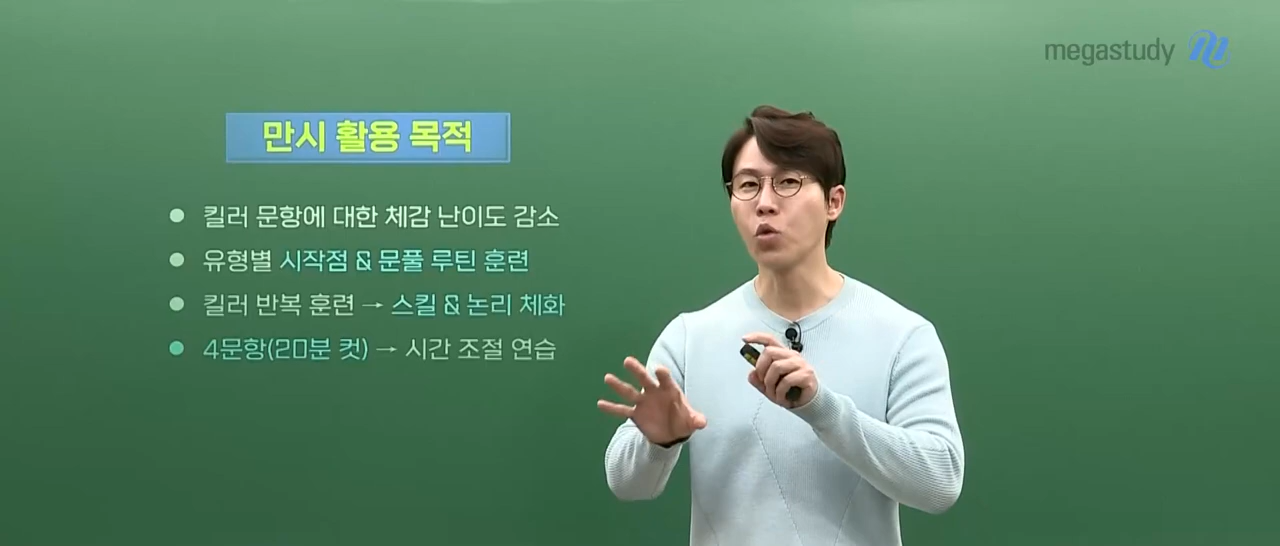 megastudy
만시 활용 목적
킬러 문항에 대한 체감 난이도 감소
유형별 시작점 & 문풀 루틴 훈련
킬러 반복 훈련 → 스킬 & 논리 체화
4문항(20분 컷) → 시간 조절 연습